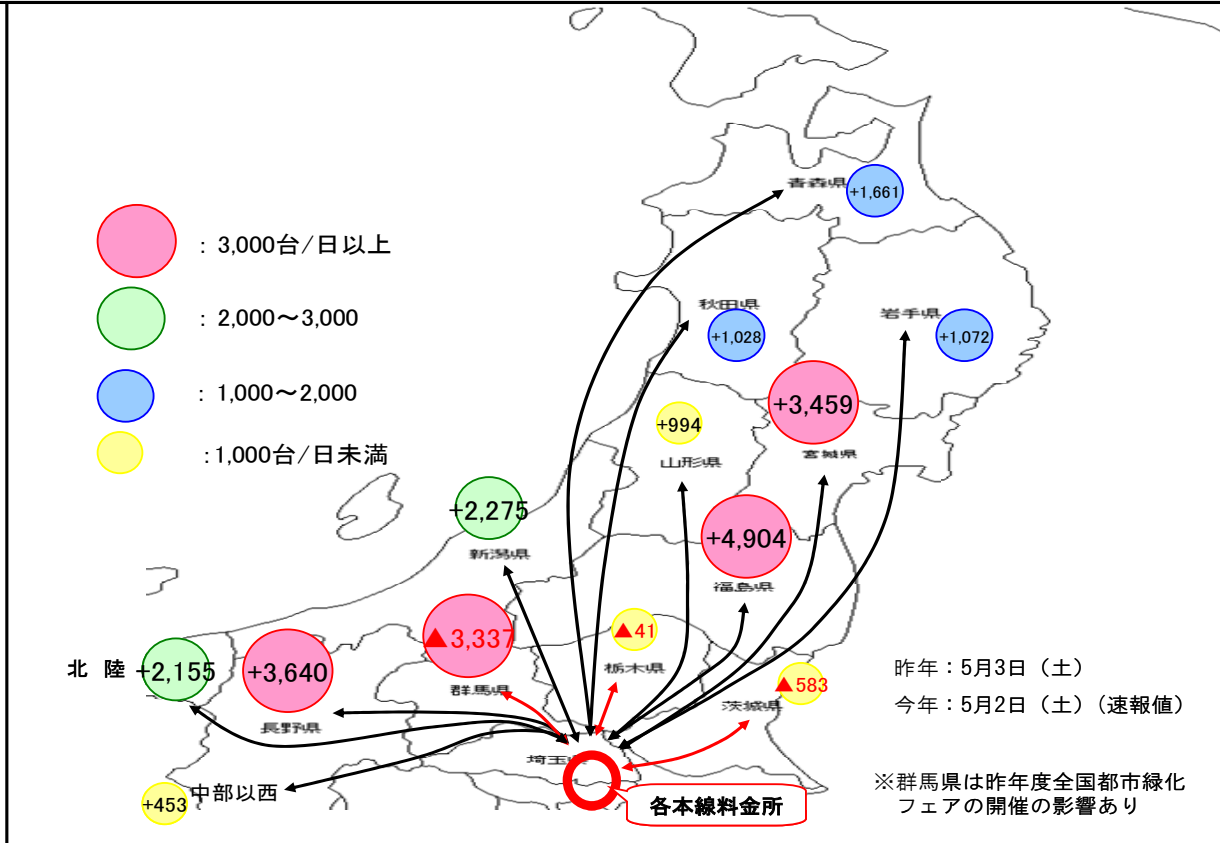 青森県
+1,661
: 3,000台/日以上
: 2,000～3,000
: 1,000～2,000
:1,000台/日未満
秋田県
+1,028
岩手県
+1,072
+3,459
宮城県
+994
山形県
+2,275
新潟県
+4,904
福島県
▲3,337
群馬県
▲41
栃木県
▲583
茨城県
北 陸 +2,155
+3,640
長野県
昨年：5月3日（土）
今年：5月2日（土）（速報値）
埼玉
+453
中部以西
各本線料金所
※群馬県は昨年度全国都市緑化
フェアの開催の影響あり